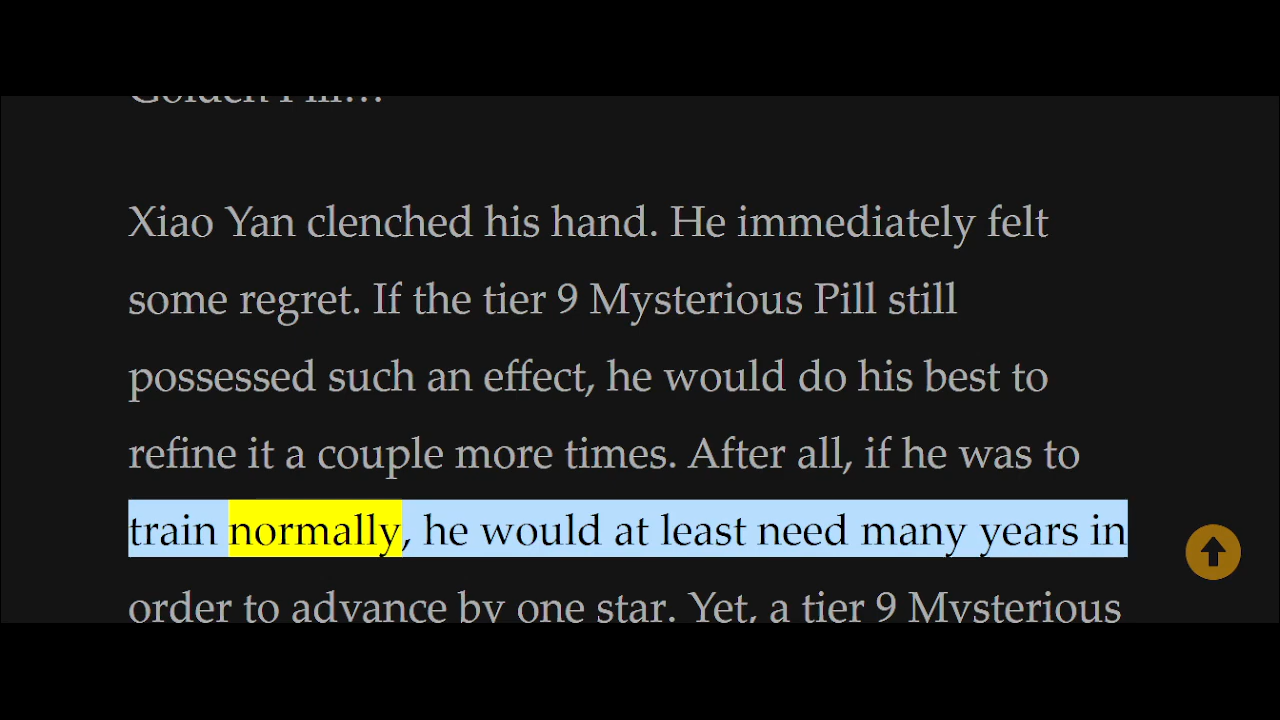 Golden Pill…
Xiao Yan clenched his hand. He immediately felt
some regret. If the tier 9 Mysterious Pill still
possessed such an effect, he would do his best to
refine it a couple more times. After all, if he was to
train normally, he would at least need many years in
order to advance by one star. Yet, a tier 9 Mysterious